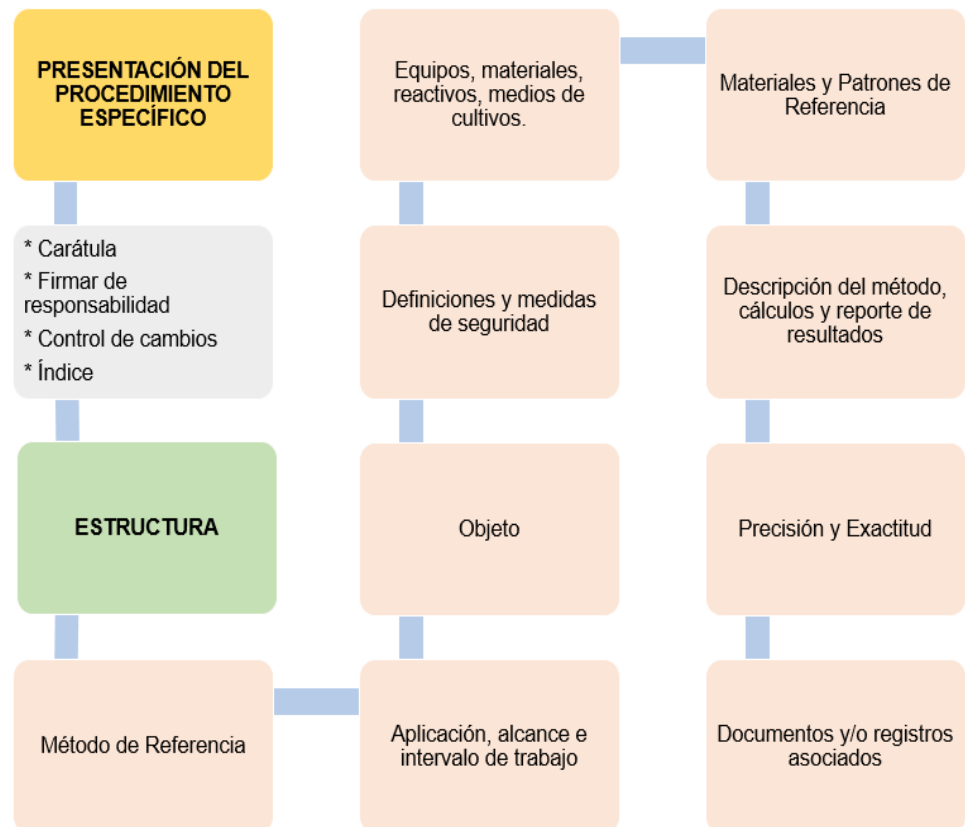 PRESENTACIÓN DEL
PROCEDIMIENTO
ESPECÍFICO
* Carátula
* Firmar de
responsabilidad
* Control de cambios
* Índice
ESTRUCTURA
Método de Referencia
Aplicación, alcance e
intervalo de trabajo
Objeto
Definiciones y medidas
de seguridad
Equipos, materiales,
reactivos, medios de
cultivos.
Materiales y Patrones de
Referencia
Descripción del método,
cálculos y reporte de
resultados
Precisión y Exactitud
Documentos y/o registros
asociados